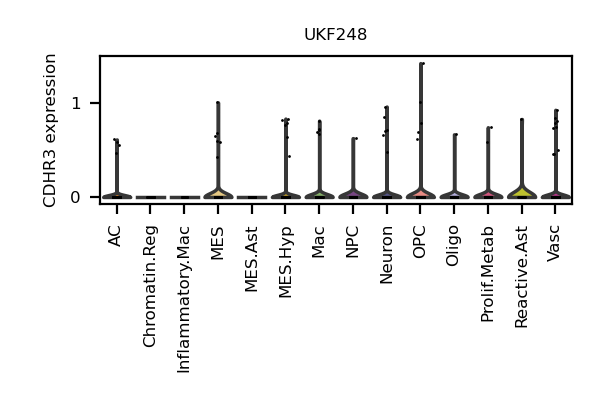 UKF248
CDHR3 expression
1
0
AC
Chromatin.Reg
Inflammatory.Mac
MES
MES.Ast
MES.Hyp
Mac
NPC
Neuron
OPC
Oligo
Prolif.Metab
Reactive.Ast
Vasc